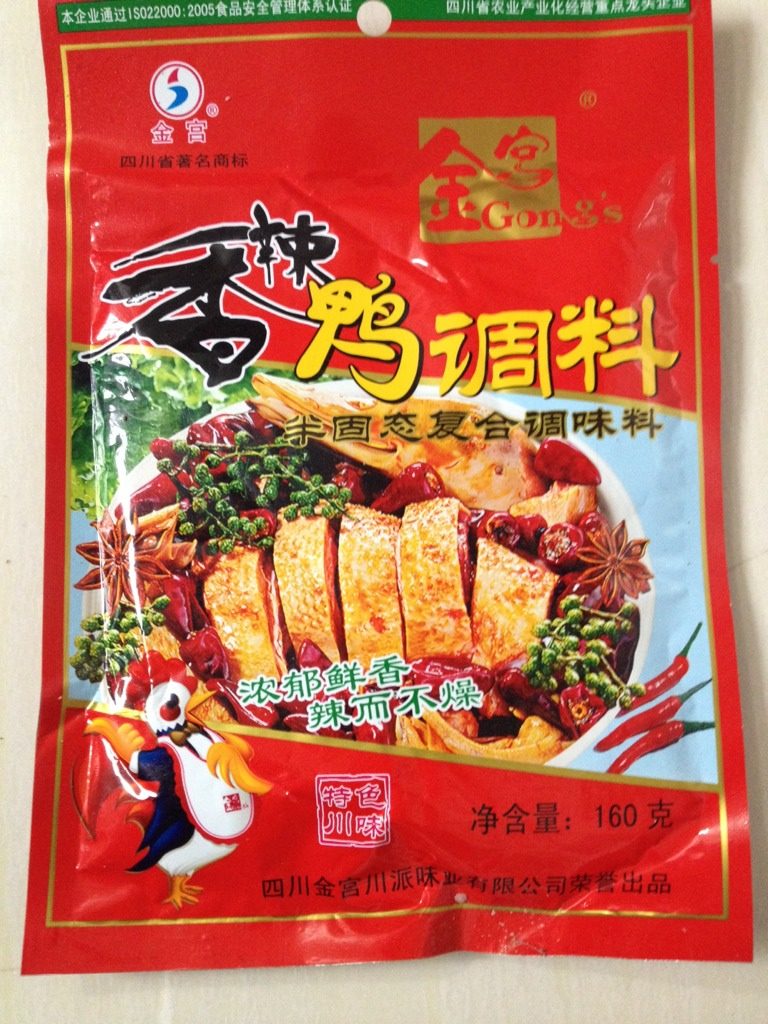 本企业通过ISO22000:2005食品安全管理体系认证
四川省农业产业化经营重点龙头企业
金宫®
四川省著名商标
®
金宫
Gong's
香辣鸭调料
半固态复合调味料
浓郁鲜香
辣而不燥
金宫
特色
川味
净含量：160克
四川金宫川派味业有限公司荣誉出品